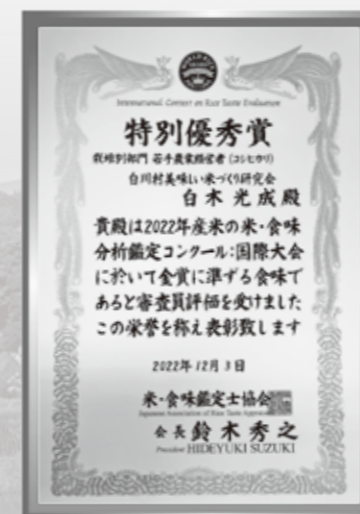 International Contest on Rice Taste Evaluation
特別優秀賞
栽培別部門 若手農業経営者（コシヒカリ）
白川村美味しい米づくり研究会
白木 光成 殿
貴殿は2022年産米の米・食味
分析鑑定コンクール:国際大会
に於いて金賞に準ずる食味で
あると審査員評価を受けました
この栄誉を称え表彰致します
2022年 12月 3日
米・食味鑑定士協会
Japanese Association of Rice Taste Appraisers
会長 鈴木秀之
President HIDEYUKI SUZUKI